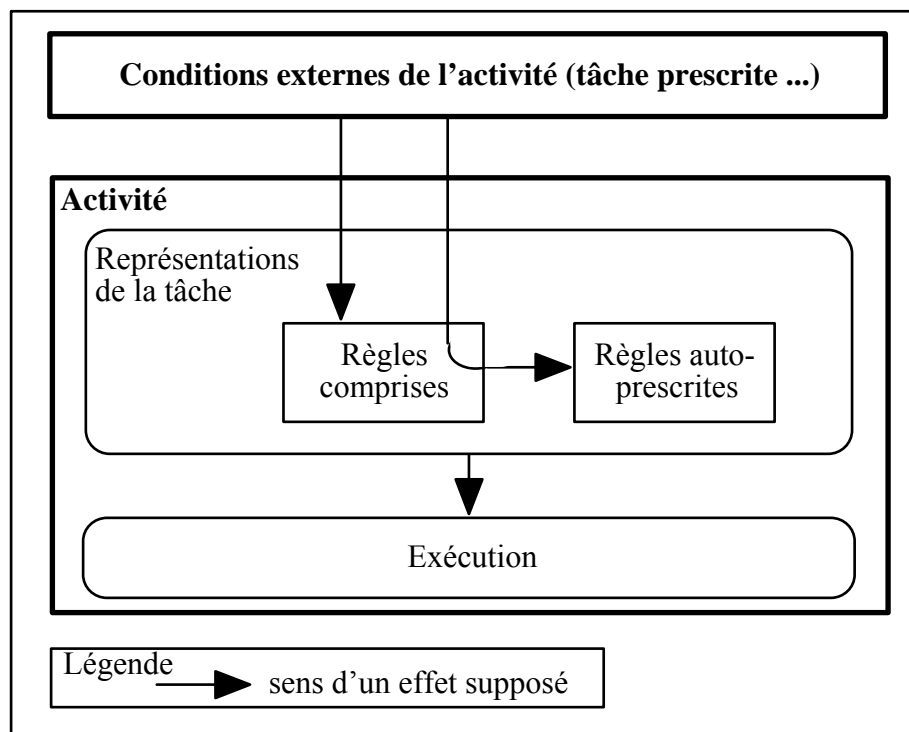 Conditions externes de l’activité (tâche prescrite ...)
Activité
Représentations
de la tâche
Règles
comprises
Règles auto-
prescrites
Exécution
Légende
sens d’un effet supposé